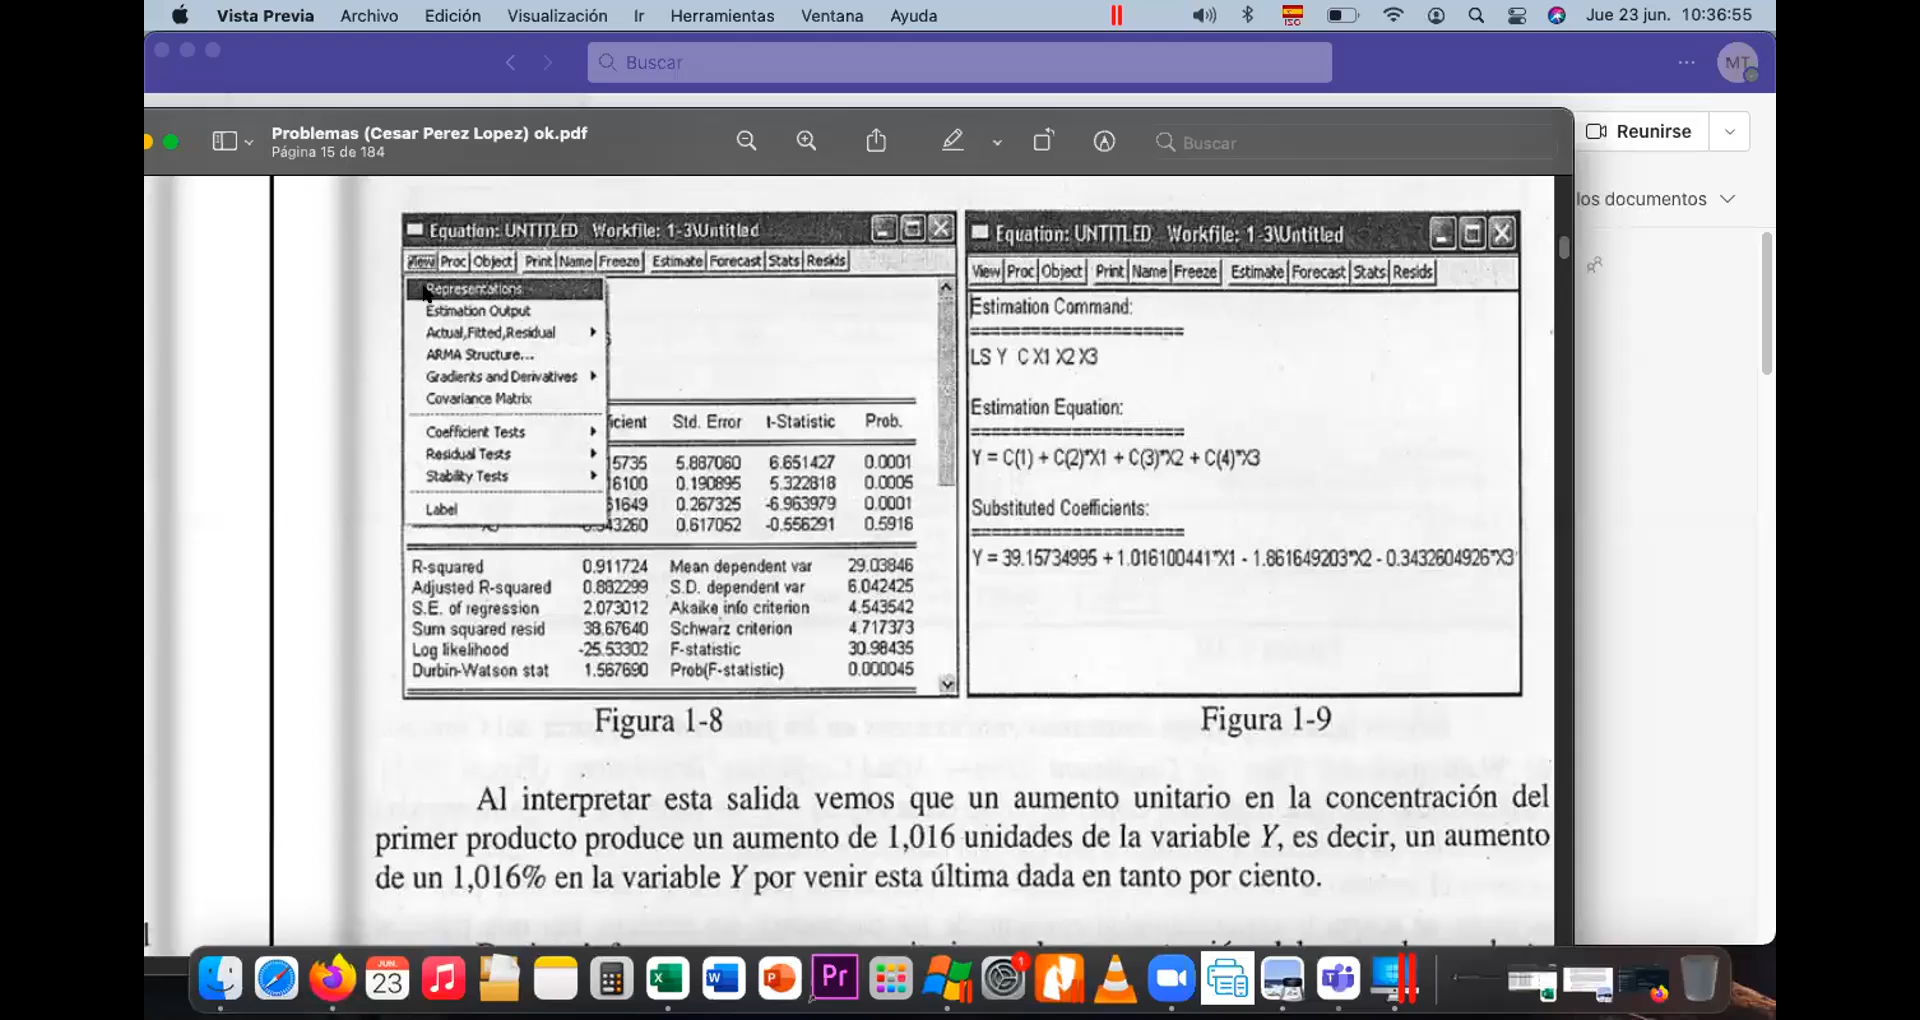 Vista Previa Archivo Edición Visualización Ir Herramientas Ventana Ayuda ISO Jue 23 jun. 10:36:55
Buscar
MT
Problemas (Cesar Perez Lopez) ok.pdf
Página 15 de 184
Buscar
Reunirse
los documentos
Equation: UNTITLED Workfile: 1-3\Untitled
View Proc Object Print Name Freeze Estimate Forecast Stats Resids
Representations
Estimation Output
Actual,Fitted,Residual
ARMA Structure...
Gradients and Derivatives
Covariance Matrix
Coefficient Tests
Residual Tests
Stability Tests
Label
icient Std. Error t-Statistic Prob.
5735 5.887060 6.651427 0.0001
6100 0.190895 5.322818 0.0005
61649 0.267325 -6.963979 0.0001
43260 0.617052 -0.556291 0.5916
R-squared 0.911724 Mean dependent var 29.03846
Adjusted R-squared 0.882299 S.D. dependent var 6.042425
S.E. of regression 2.073012 Akaike info criterion 4.543542
Sum squared resid 38.67640 Schwarz criterion 4.717373
Log likelihood -25.53302 F-statistic 30.98435
Durbin-Watson stat 1.567690 Prob(F-statistic) 0.000045
Figura 1-8
Equation: UNTITLED Workfile: 1-3\Untitled
View Proc Object Print Name Freeze Estimate Forecast Stats Resids
Estimation Command:
=====================
LS Y C X1 X2 X3
Estimation Equation:
=====================
Y = C(1) + C(2)*X1 + C(3)*X2 + C(4)*X3
Substituted Coefficients:
=====================
Y = 39.15734995 + 1.016100441*X1 - 1.861649203*X2 - 0.3432604926*X3
Figura 1-9
Al interpretar esta salida vemos que un aumento unitario en la concentración del
primer producto produce un aumento de 1,016 unidades de la variable Y, es decir, un aumento
de un 1,016% en la variable Y por venir esta última dada en tanto por ciento.
JUN.
23
Pr
1